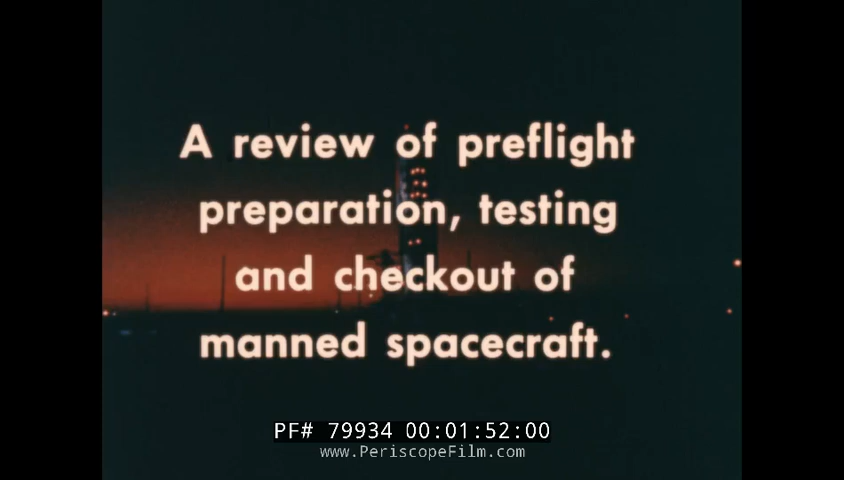 A review of preflight
preparation, testing
and checkout of
manned spacecraft.
PF# 79934 00:01:52:00
www.PeriscopeFilm.com